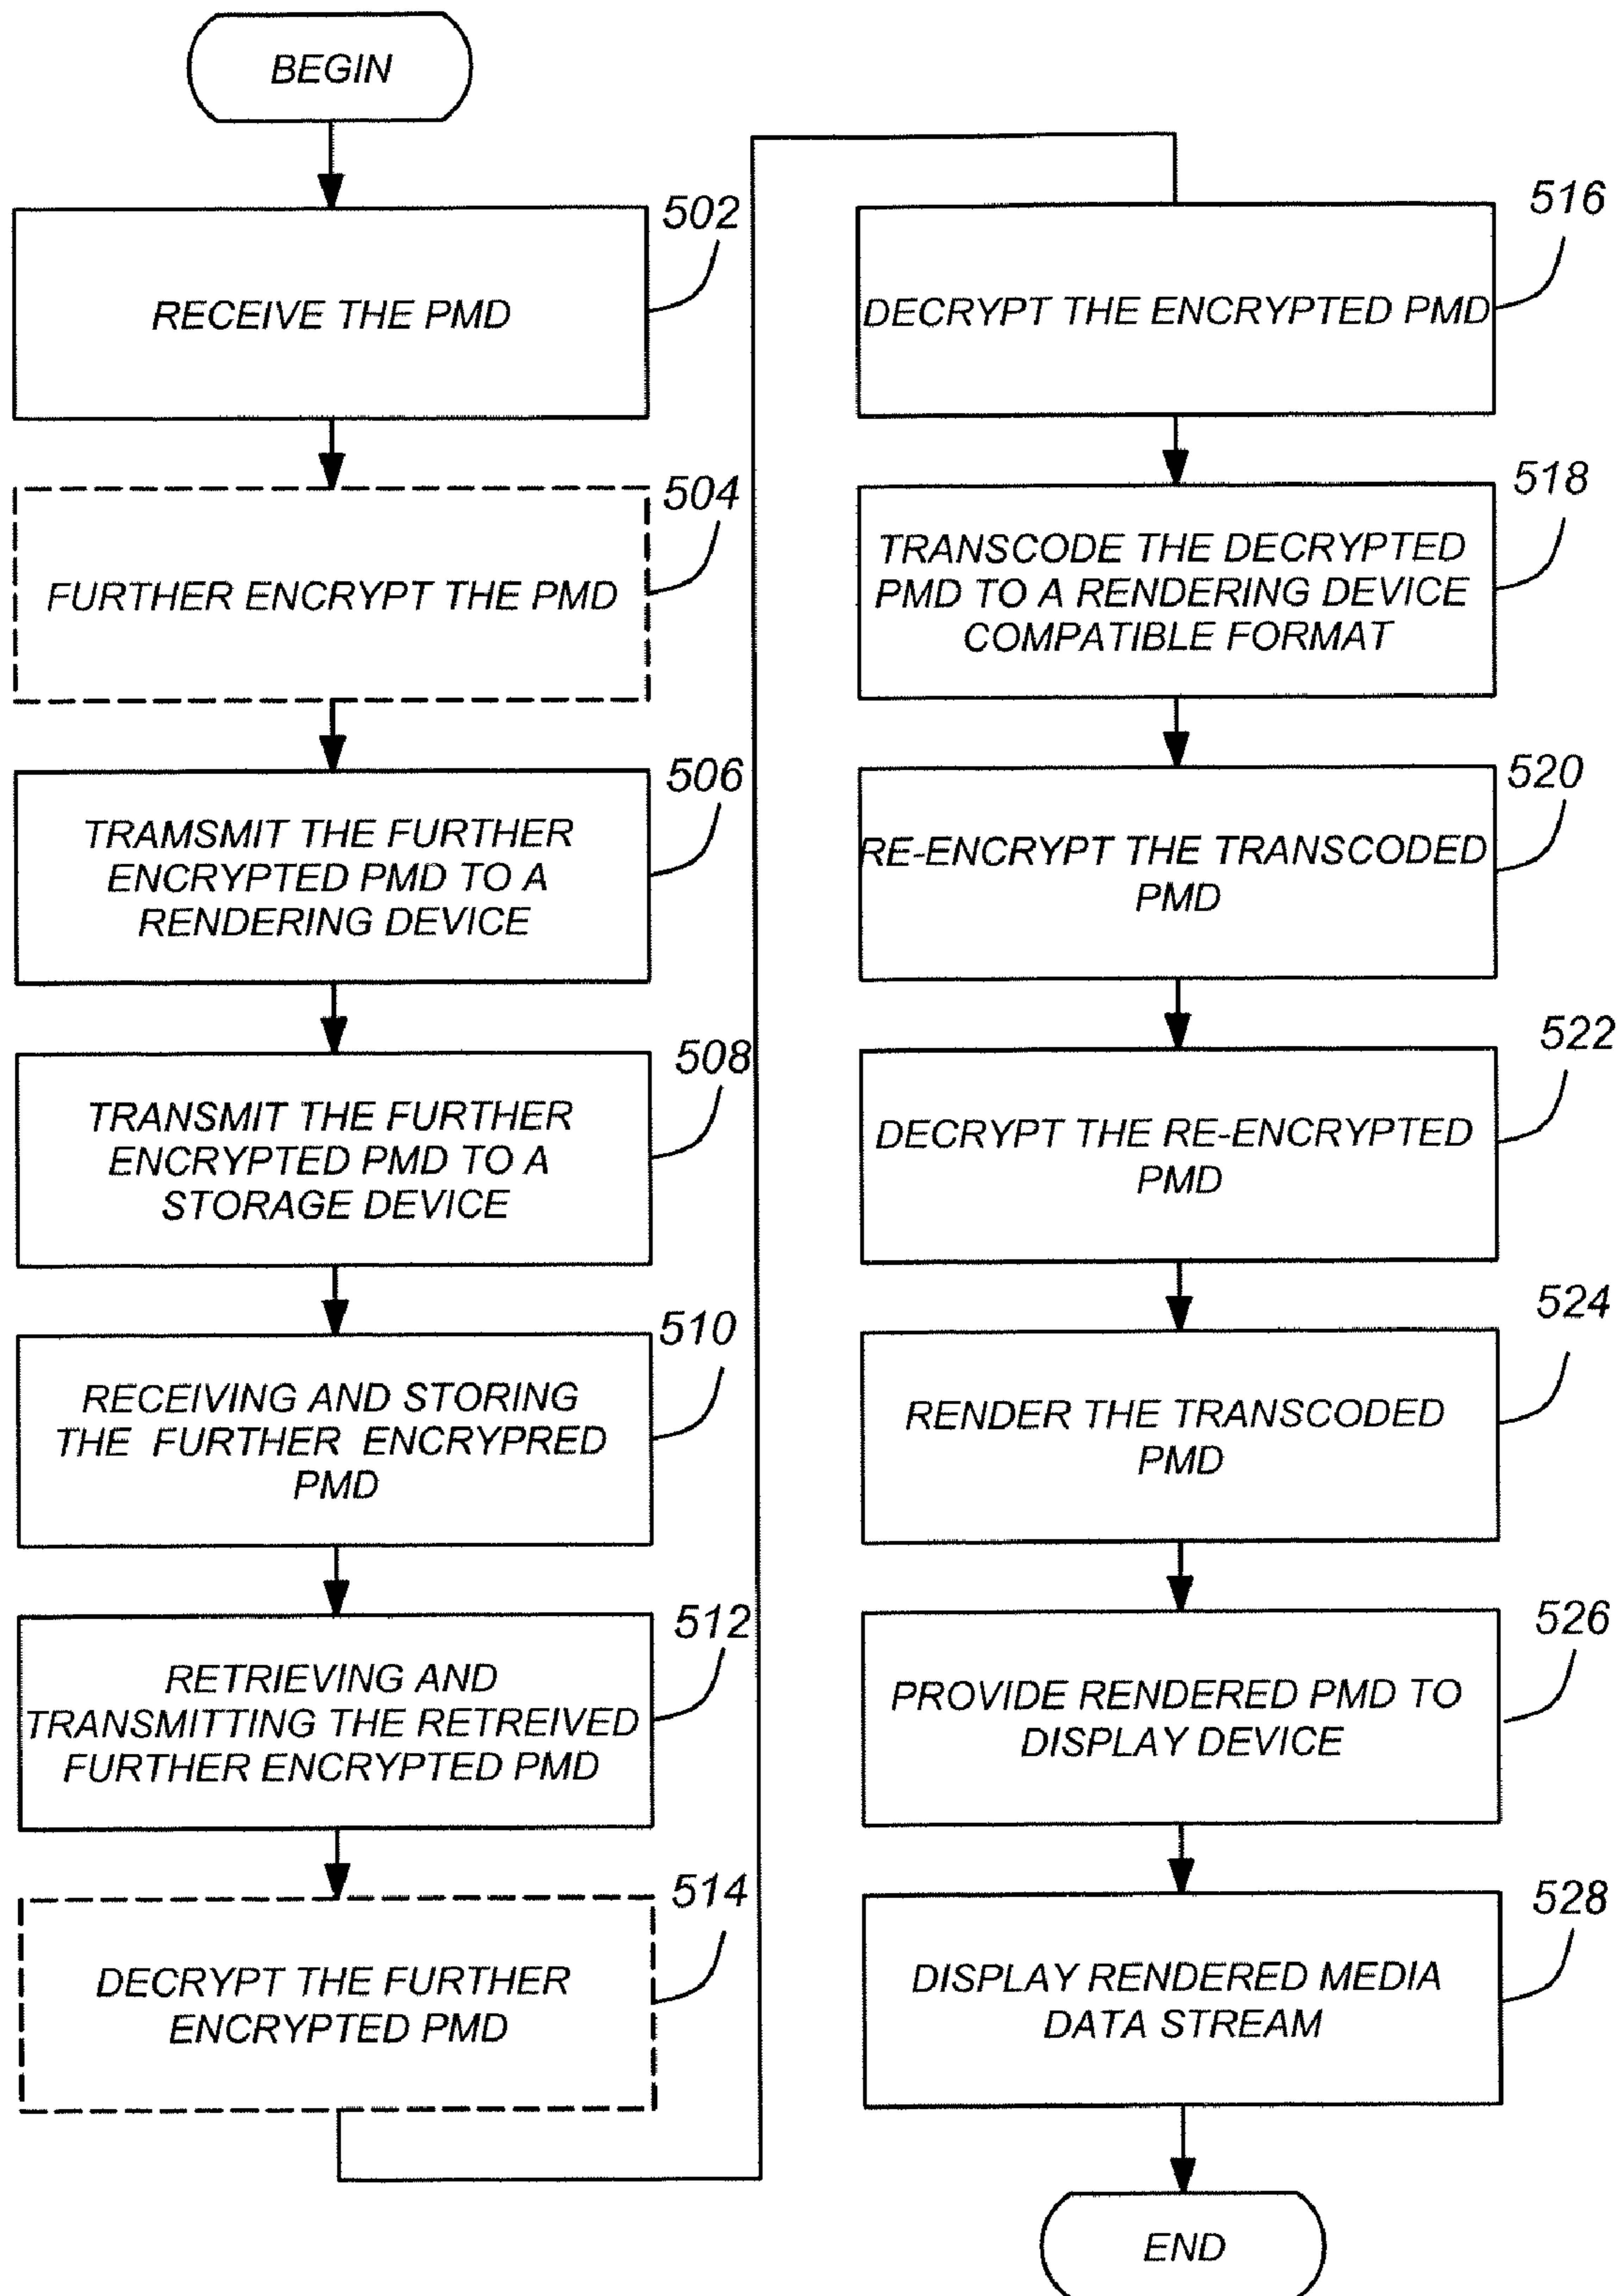 BEGIN
502
RECEIVE THE PMD
504
FURTHER ENCRYPT THE PMD
506
TRAMSMIT THE FURTHER
ENCRYPTED PMD TO A
RENDERING DEVICE
508
TRANSMIT THE FURTHER
ENCRYPTED PMD TO A
STORAGE DEVICE
510
RECEIVING AND STORING
THE FURTHER ENCRYPRED
PMD
512
RETRIEVING AND
TRANSMITTING THE RETREIVED
FURTHER ENCRYPTED PMD
514
DECRYPT THE FURTHER
ENCRYPTED PMD
516
DECRYPT THE ENCRYPTED PMD
518
TRANSCODE THE DECRYPTED
PMD TO A RENDERING DEVICE
COMPATIBLE FORMAT
520
RE-ENCRYPT THE TRANSCODED
PMD
522
DECRYPT THE RE-ENCRYPTED
PMD
524
RENDER THE TRANSCODED
PMD
526
PROVIDE RENDERED PMD TO
DISPLAY DEVICE
528
DISPLAY RENDERED MEDIA
DATA STREAM
END